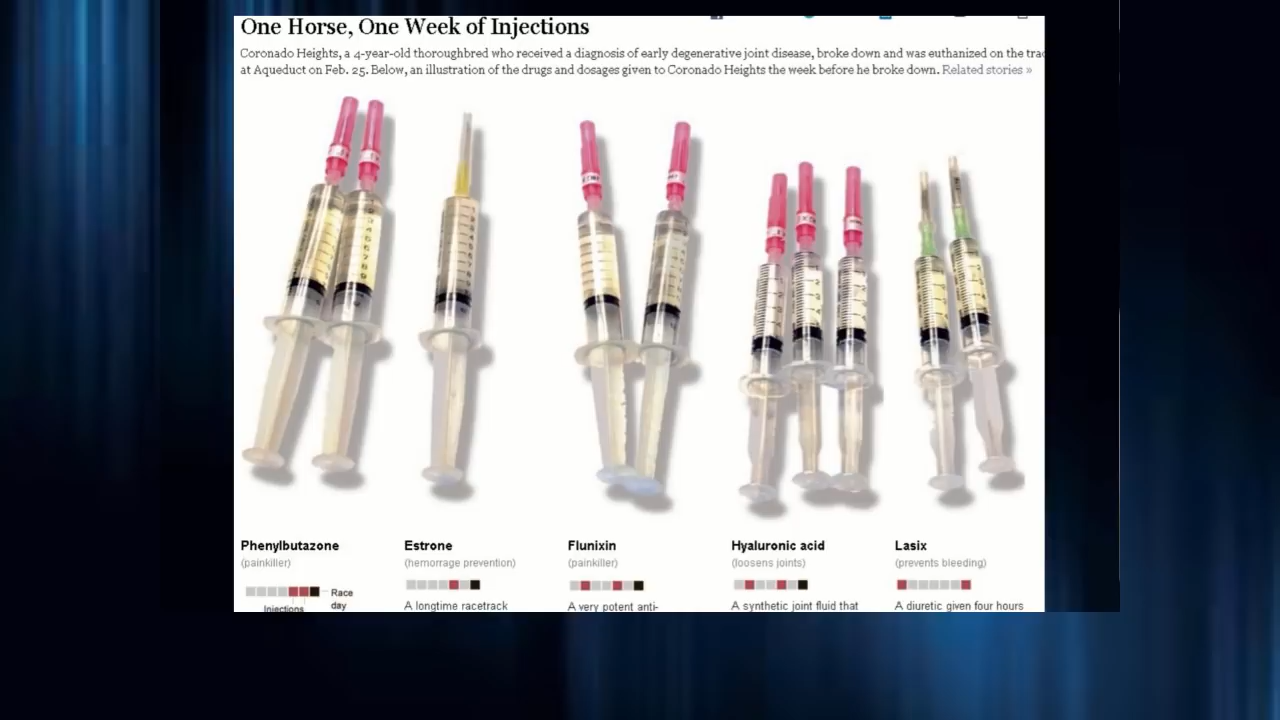 One Horse, One Week of Injections
Coronado Heights, a 4-year-old thoroughbred who received a diagnosis of early degenerative joint disease, broke down and was euthanized on the
at Aqueduct on Feb. 25. Below, an illustration of the drugs and dosages given to Coronado Heights the week before he broke down. Related stories »
Phenylbutazone
(painkiller)
Race
day
Injections
Estrone
(hemorrage prevention)
A longtime racetrack
Flunixin
(painkiller)
A very potent anti-
Hyaluronic acid
(loosens joints)
A synthetic joint fluid that
Lasix
(prevents bleeding)
A diuretic given four hours